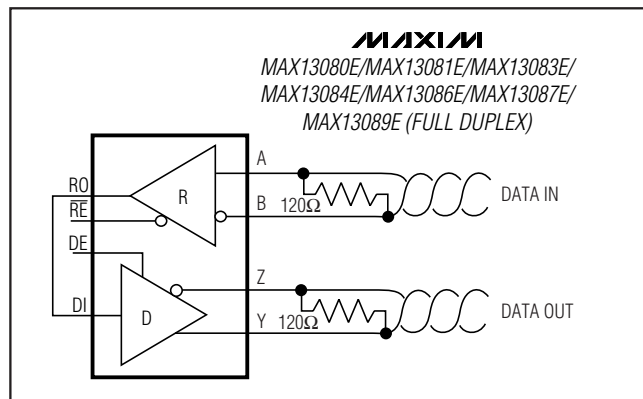 MAXIM
MAX13080E/MAX13081E/MAX13083E/
MAX13084E/MAX13086E/MAX13087E/
MAX13089E (FULL DUPLEX)
A
RO
R
RE
B
120Ω
DATA IN
DE
Z
DI
D
Y
120Ω
DATA OUT